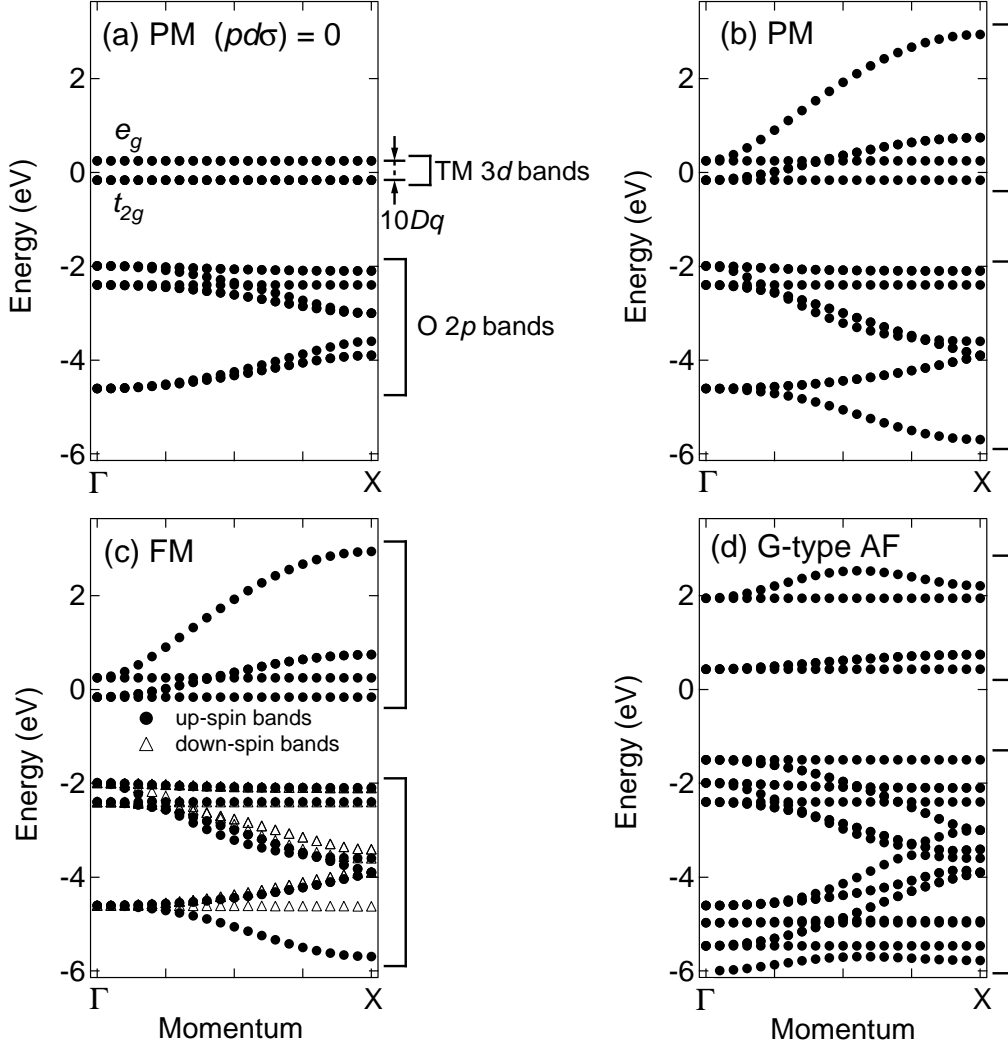 (a) PM (pdσ) = 0
2
0
-2
-4
-6
Energy (eV)
e_g
t_{2g}
TM 3d bands
10Dq
O 2p bands
Γ X
(b) PM
2
0
-2
-4
-6
Energy (eV)
Γ X
(c) FM
2
0
-2
-4
-6
Energy (eV)
up-spin bands
down-spin bands
Γ X
Momentum
(d) G-type AF
2
0
-2
-4
-6
Energy (eV)
Γ X
Momentum